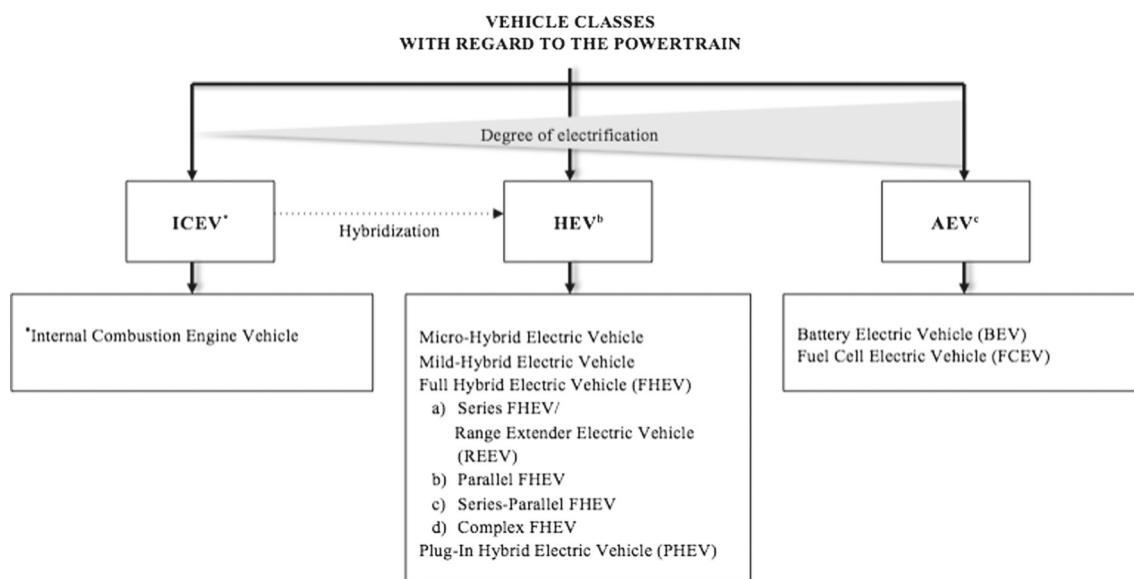 VEHICLE CLASSES
WITH REGARD TO THE POWERTRAIN
Degree of electrification
ICEV*
Hybridization
HEVᵇ
AEVᶜ
*Internal Combustion Engine Vehicle
Micro-Hybrid Electric Vehicle
Mild-Hybrid Electric Vehicle
Full Hybrid Electric Vehicle (FHEV)
a) Series FHEV/
Range Extender Electric Vehicle
(REEV)
b) Parallel FHEV
c) Series-Parallel FHEV
d) Complex FHEV
Plug-In Hybrid Electric Vehicle (PHEV)
Battery Electric Vehicle (BEV)
Fuel Cell Electric Vehicle (FCEV)